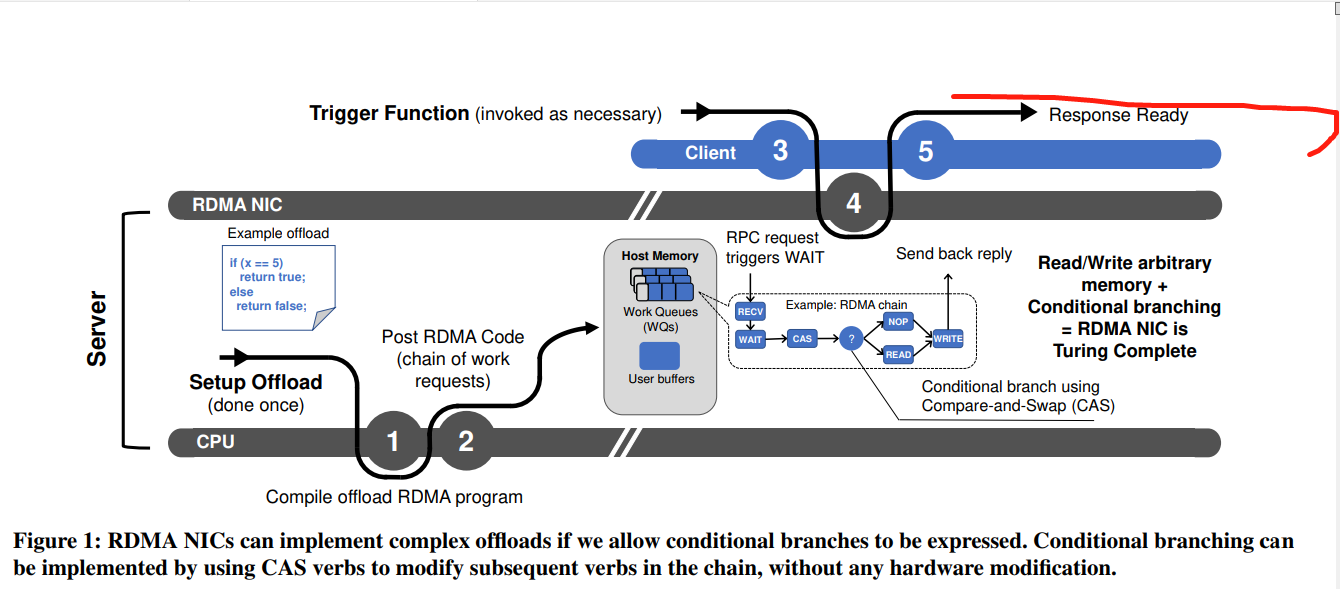 Trigger Function (invoked as necessary)
Response Ready
Client
3
5
RDMA NIC
4
Example offload
if (x == 5)
return true;
else
return false;
Server
Setup Offload
(done once)
Post RDMA Code
(chain of work
requests)
Host Memory
Work Queues
(WQs)
User buffers
RPC request
triggers WAIT
Send back reply
Example: RDMA chain
RECV
WAIT
CAS
?
NOP
READ
WRITE
Conditional branch using
Compare-and-Swap (CAS)
Read/Write arbitrary
memory +
Conditional branching
= RDMA NIC is
Turing Complete
CPU
1
2
Compile offload RDMA program
Figure 1: RDMA NICs can implement complex offloads if we allow conditional branches to be expressed. Conditional branching can
be implemented by using CAS verbs to modify subsequent verbs in the chain, without any hardware modification.